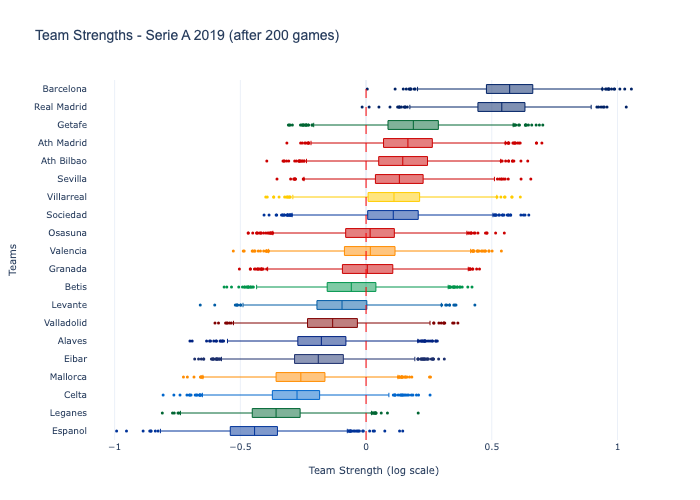 Team Strengths - Serie A 2019 (after 200 games)
Barcelona
Real Madrid
Getafe
Ath Madrid
Ath Bilbao
Sevilla
Villarreal
Sociedad
Osasuna
Valencia
Granada
Betis
Levante
Valladolid
Alaves
Eibar
Mallorca
Celta
Leganes
Espanol
Teams
−1 −0.5 0 0.5 1
Team Strength (log scale)